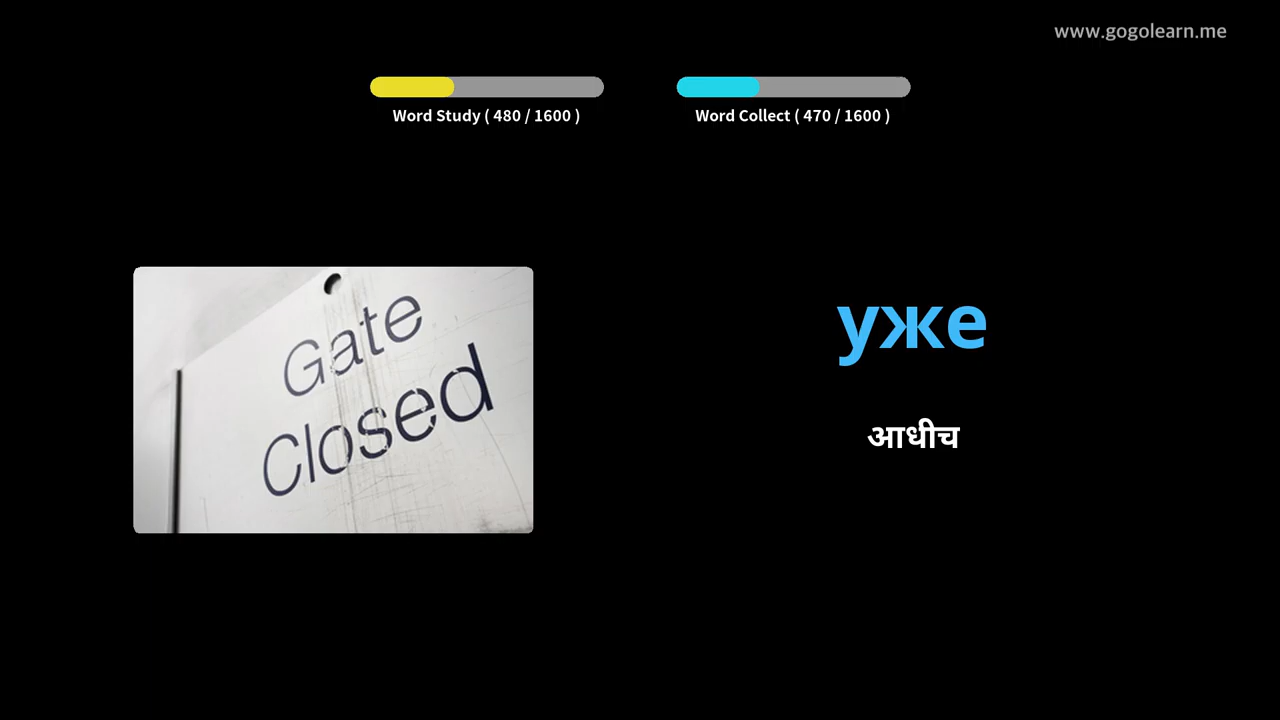 www.gogolearn.me
Word Study ( 480 / 1600 )
Word Collect ( 470 / 1600 )
Gate
Closed
уже
आधीच